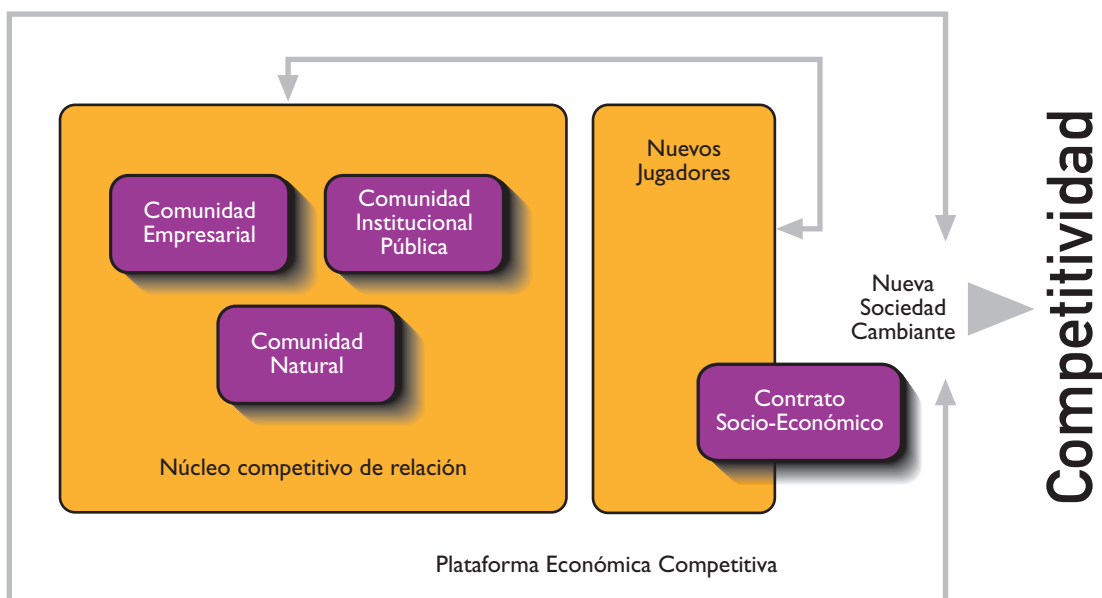 Nuevos
Jugadores
Comunidad
Empresarial
Comunidad
Institucional
Pública
Comunidad
Natural
Núcleo competitivo de relación
Contrato
Socio-Económico
Nueva
Sociedad
Cambiante
Competitividad
Plataforma Económica Competitiva